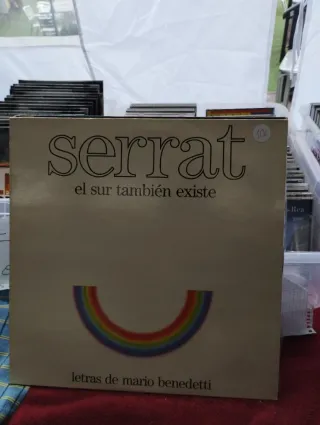 serrat
el sur también existe
letras de mario benedetti